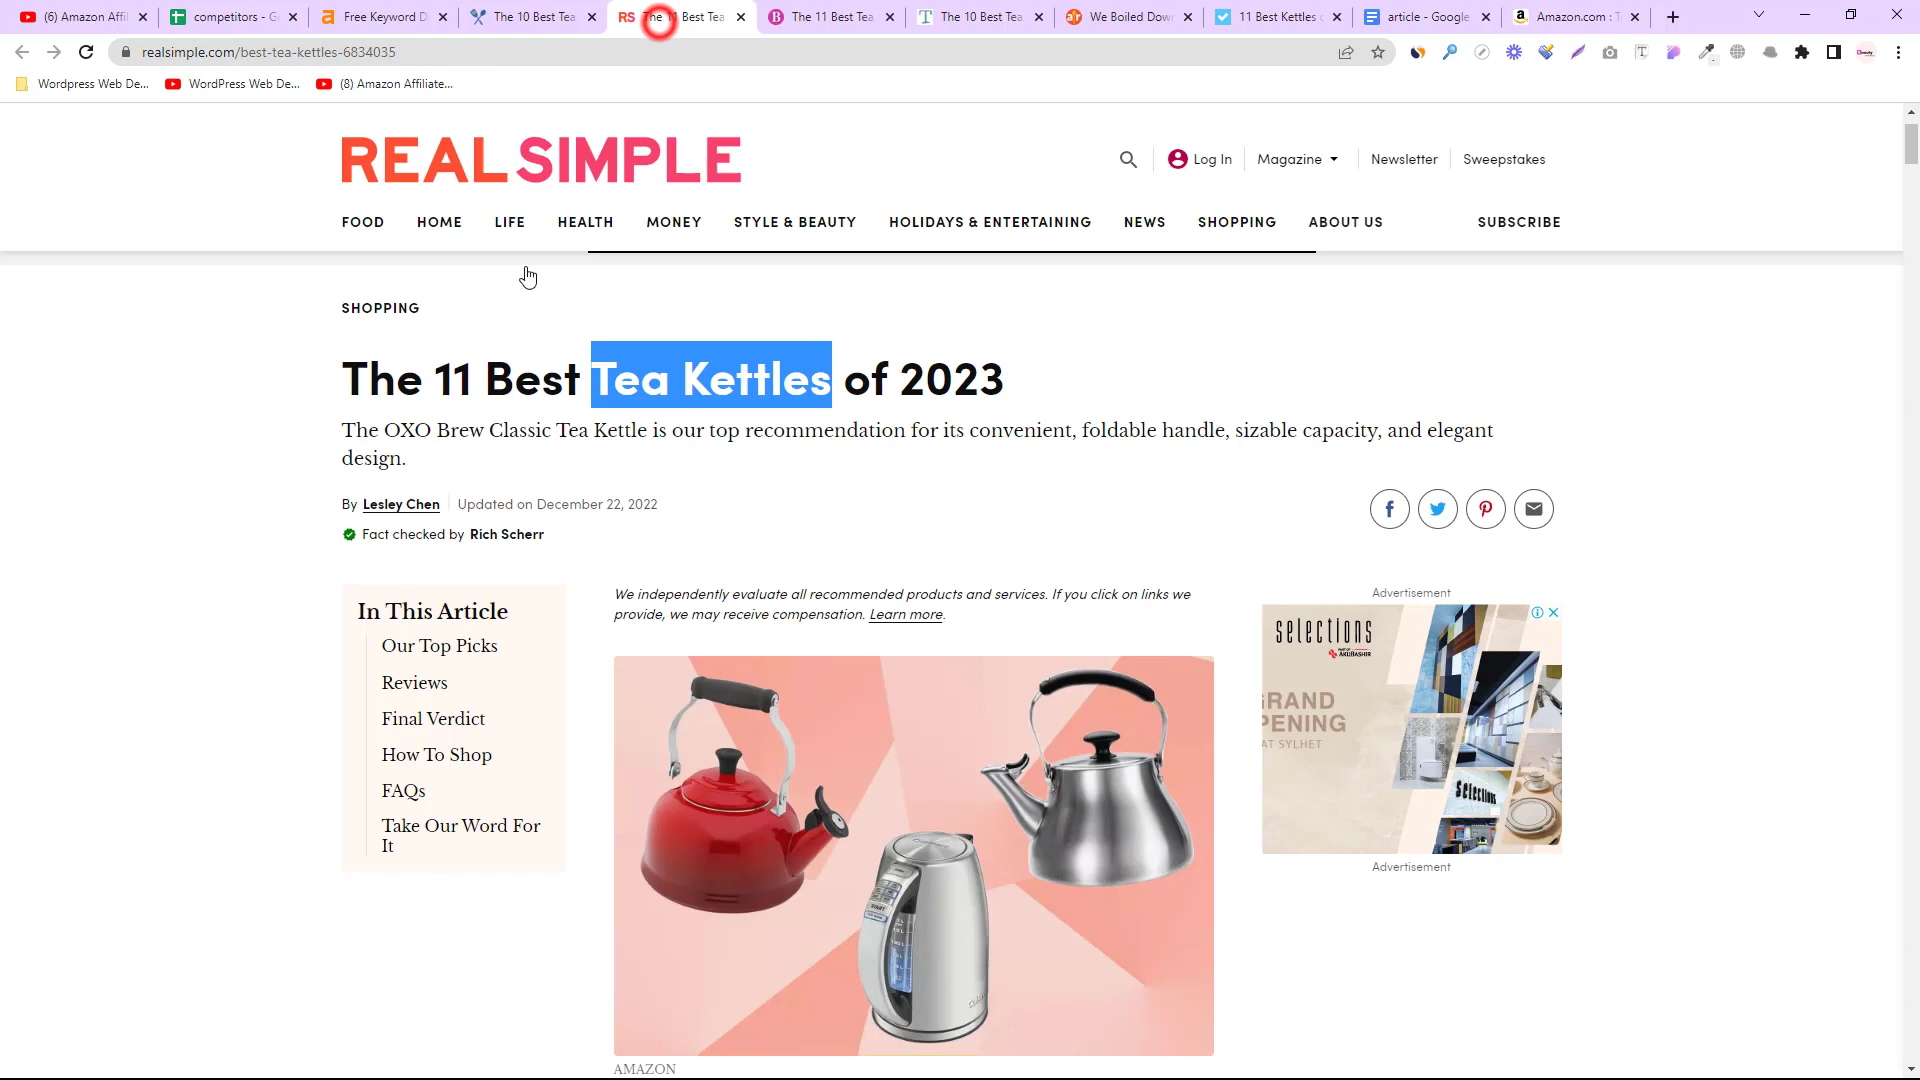 (6) Amazon Affil
competitors - G
Free Keyword D
The 10 Best Tea
RS The 11 Best Tea
The 11 Best Tea
The 10 Best Tea
We Boiled Dow
11 Best Kettles o
article - Google
Amazon.com : T
realsimple.com/best-tea-kettles-6834035
Wordpress Web De...
WordPress Web De...
(8) Amazon Affiliate...
REAL SIMPLE
Log In
Magazine
Newsletter
Sweepstakes
FOOD HOME LIFE HEALTH MONEY STYLE & BEAUTY HOLIDAYS & ENTERTAINING NEWS SHOPPING ABOUT US SUBSCRIBE
SHOPPING
The 11 Best Tea Kettles of 2023
The OXO Brew Classic Tea Kettle is our top recommendation for its convenient, foldable handle, sizable capacity, and elegant
design.
By Lesley Chen Updated on December 22, 2022
Fact checked by Rich Scherr
In This Article
Our Top Picks
Reviews
Final Verdict
How To Shop
FAQs
Take Our Word For
It
We independently evaluate all recommended products and services. If you click on links we
provide, we may receive compensation. Learn more.
AMAZON
Advertisement
selections
PART OF AKIJBASHIR
GRAND
OPENING
AT SYLHET
selections
Advertisement